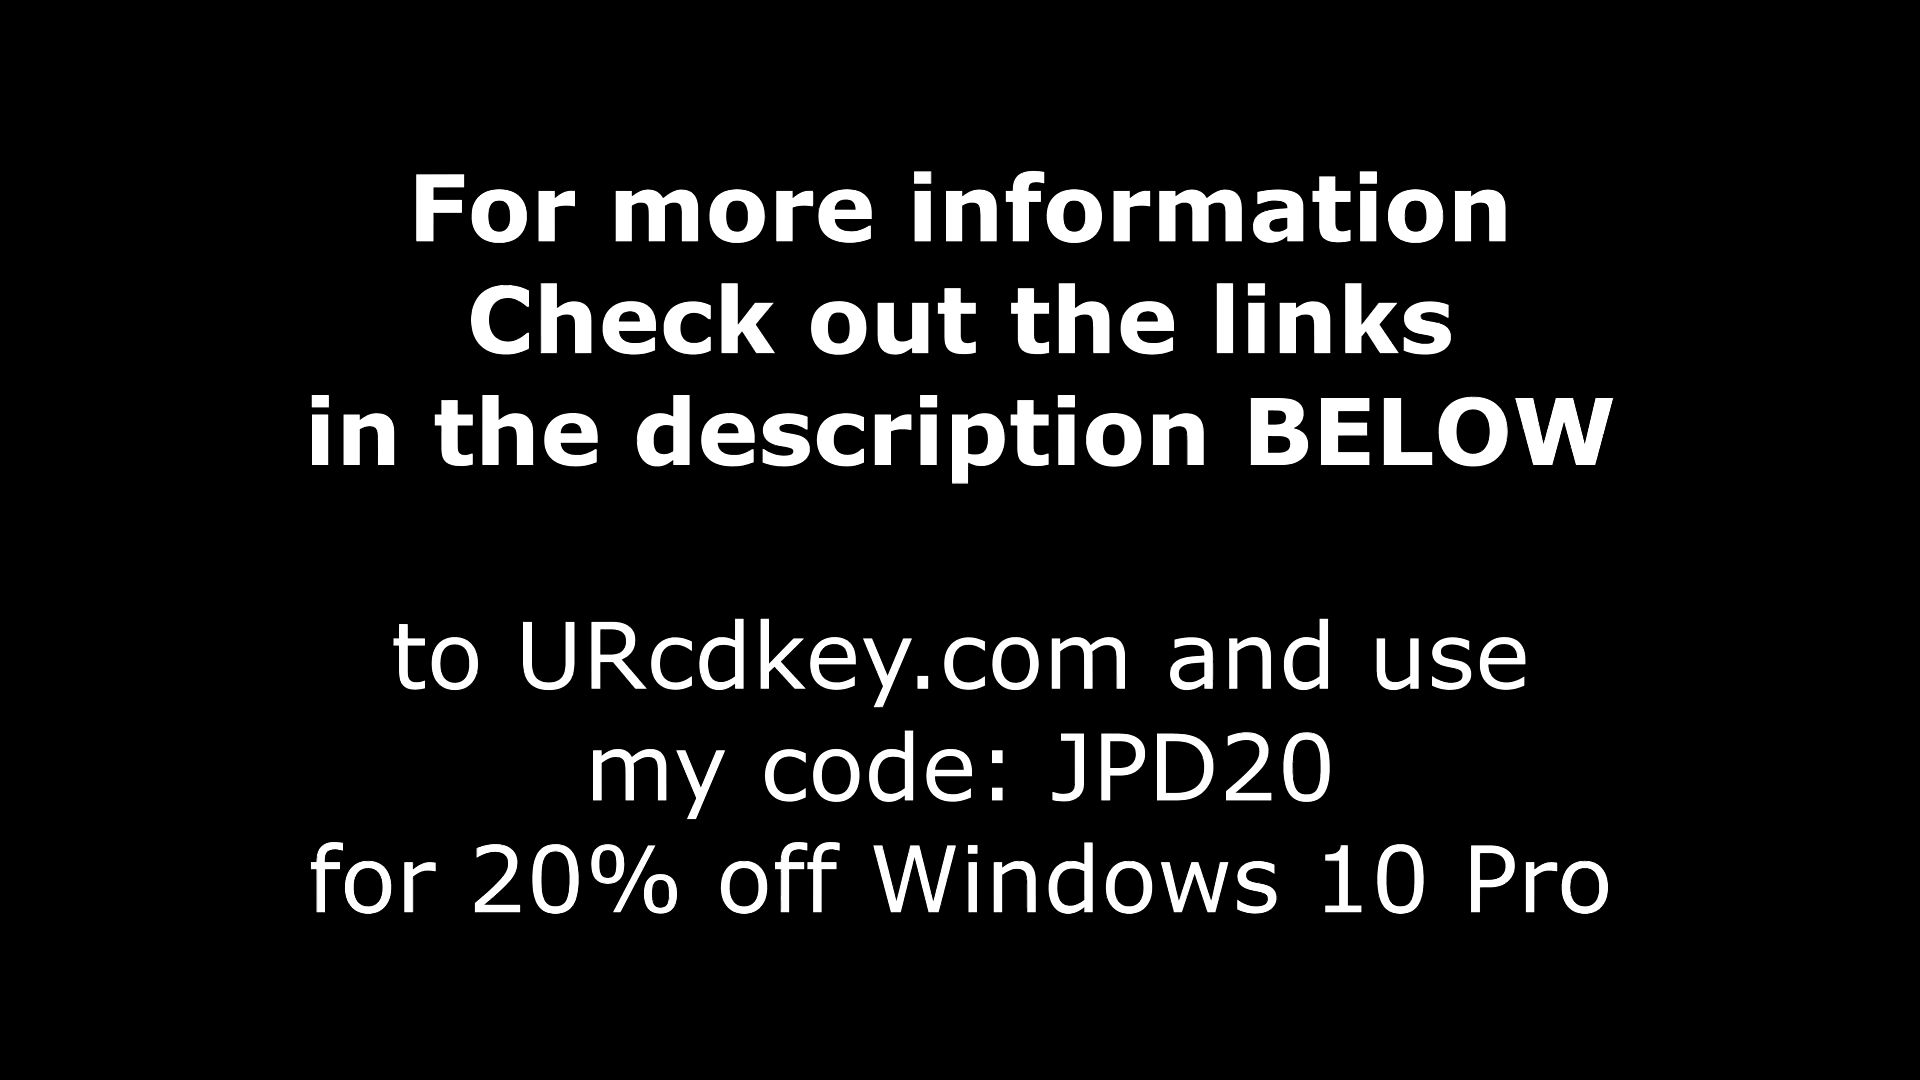 For more information
Check out the links
in the description BELOW
to URcdkey.com and use
my code: JPD20
for 20% off Windows 10 Pro